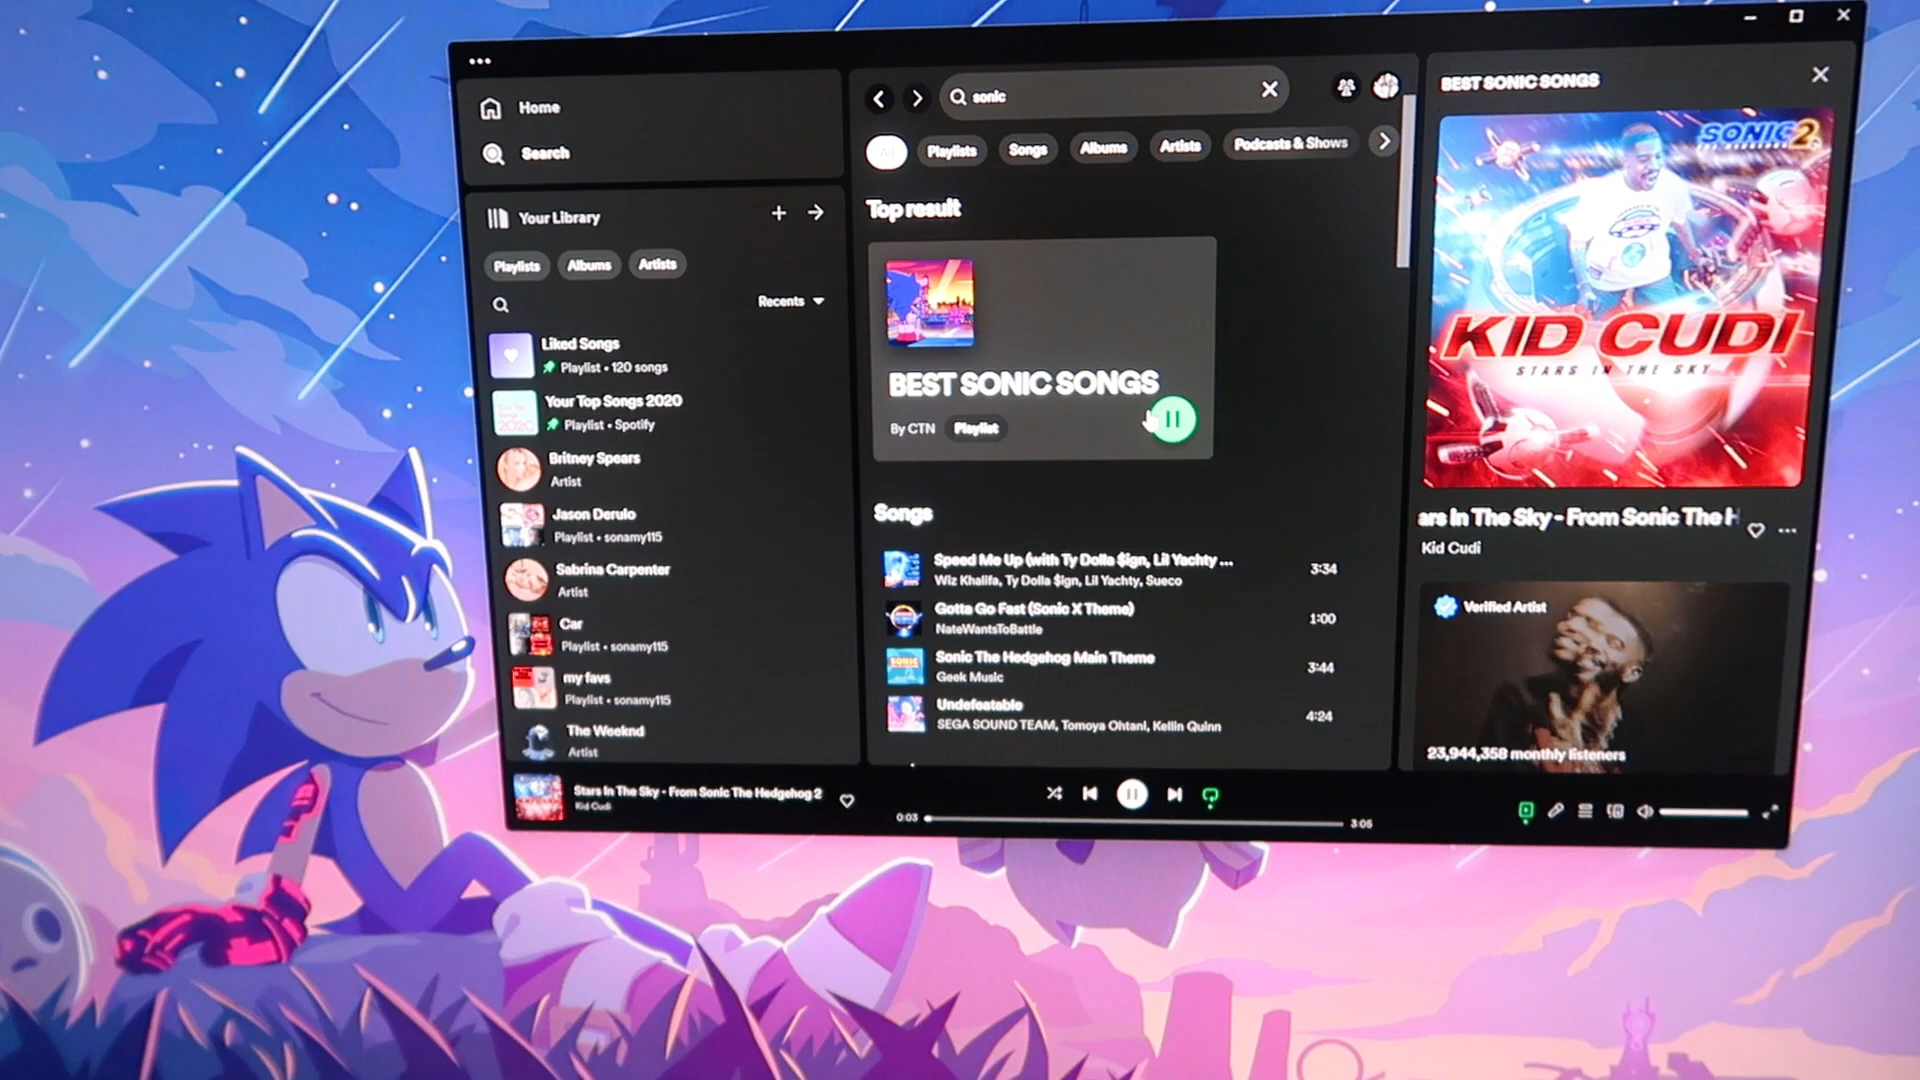 Home
Search
Your Library
Playlists
Albums
Artists
Recents
Liked Songs
Playlist • 120 songs
Your Top Songs 2020
Playlist • Spotify
Britney Spears
Artist
Jason Derulo
Playlist • sonamy115
Sabrina Carpenter
Artist
Car
Playlist • sonamy115
my favs
Playlist • sonamy115
The Weeknd
Artist
sonic
All
Playlists
Songs
Albums
Artists
Podcasts & Shows
Top result
BEST SONIC SONGS
By CTN
Playlist
Songs
Speed Me Up (with Ty Dolla $ign, Lil Yachty ...
Wiz Khalifa, Ty Dolla $ign, Lil Yachty, Sueco
3:34
Gotta Go Fast (Sonic X Theme)
NateWantsToBattle
1:00
Sonic The Hedgehog Main Theme
Geek Music
3:44
Undefeatable
SEGA SOUND TEAM, Tomoya Ohtani, Kellin Quinn
4:24
BEST SONIC SONGS
SONIC 2
THE HEDGEHOG
KID CUDI
STARS IN THE SKY
ars In The Sky - From Sonic The H
Kid Cudi
Verified Artist
23,944,358 monthly listeners
Stars In The Sky - From Sonic The Hedgehog 2
Kid Cudi
0:03
3:05